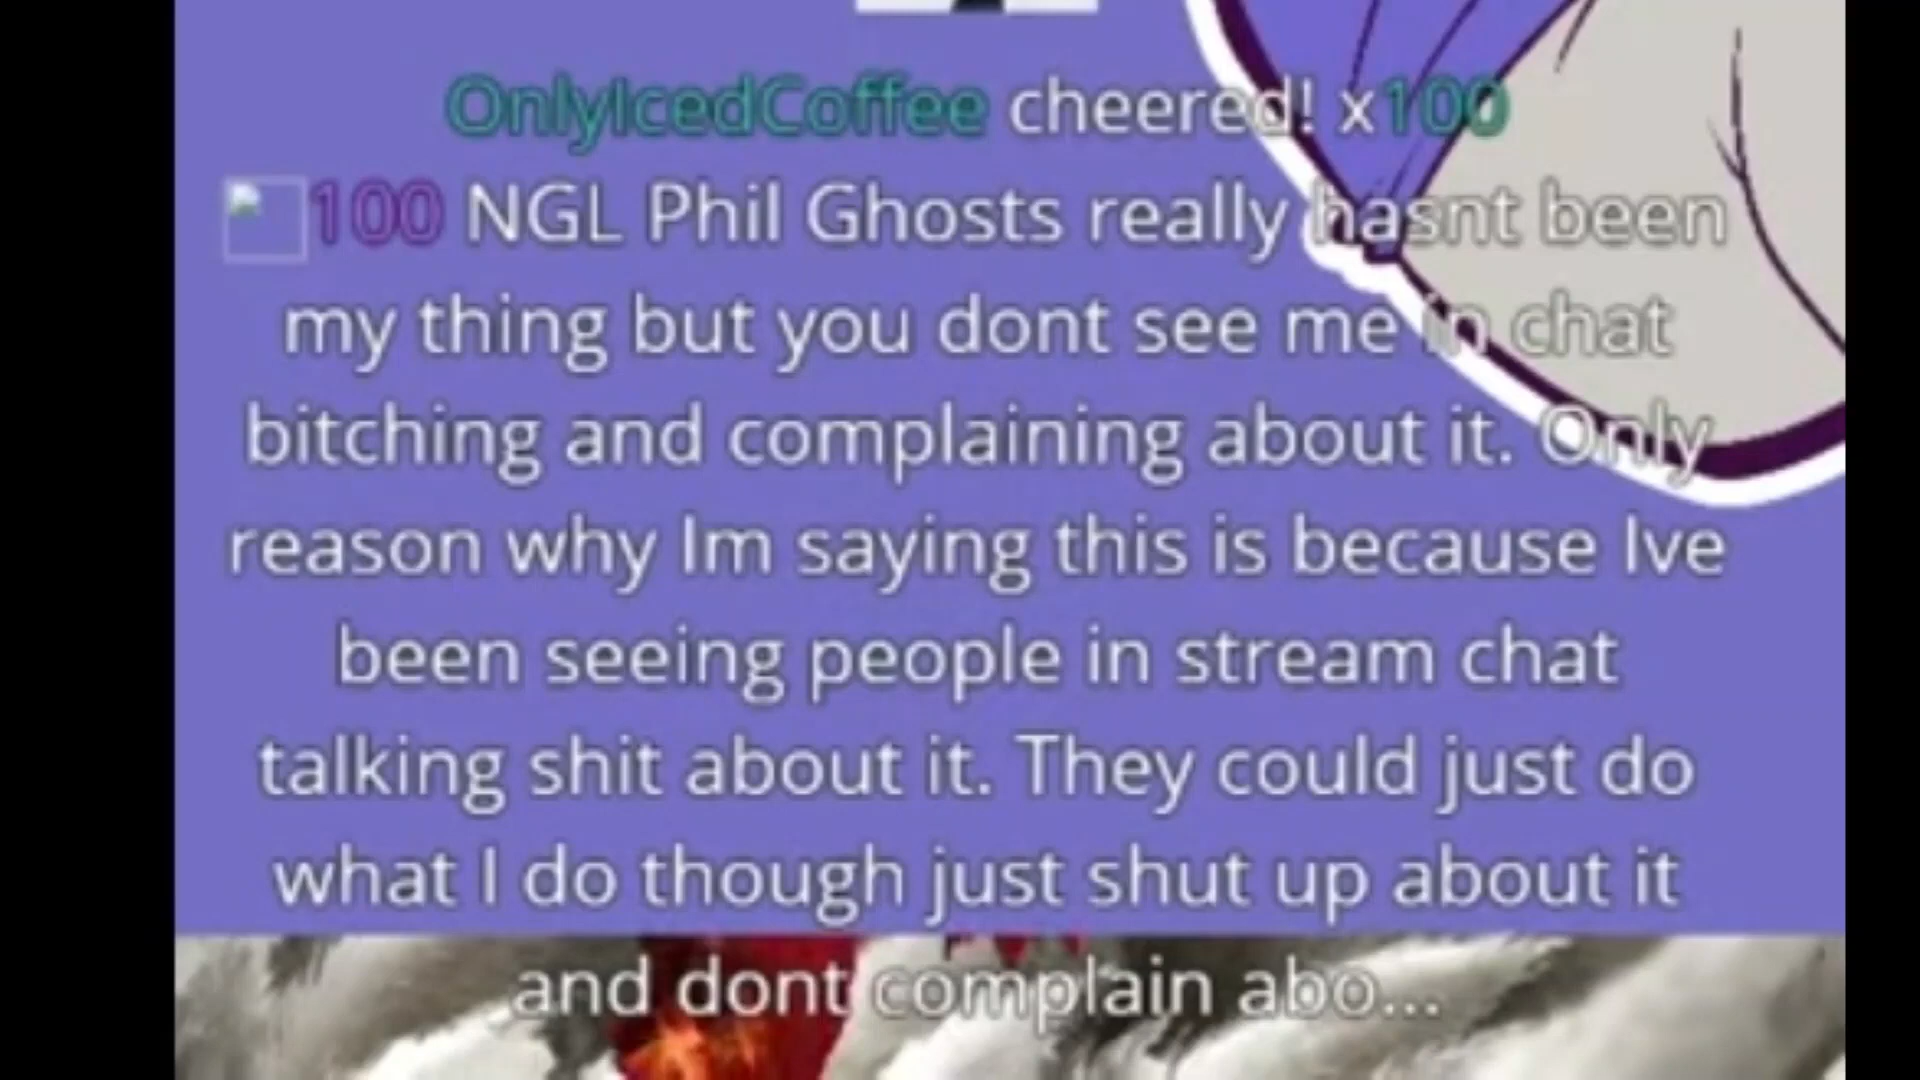 OnlyIcedCoffee cheered! x100
100 NGL Phil Ghosts really hasnt been
my thing but you dont see me in chat
bitching and complaining about it. Only
reason why Im saying this is because Ive
been seeing people in stream chat
talking shit about it. They could just do
what I do though just shut up about it
and dont complain abo...